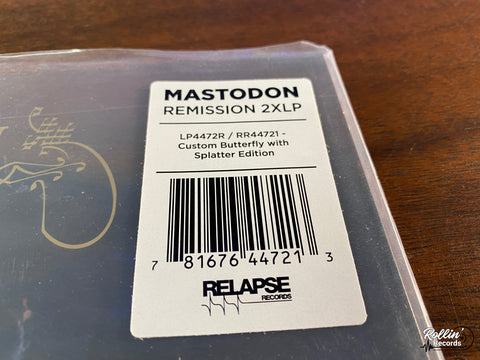 MASTODON
REMISSION 2XLP
LP4472R / RR44721 -
Custom Butterfly with
Splatter Edition
7 81676 44721 3
RELAPSE
RECORDS
Rollin'
Records